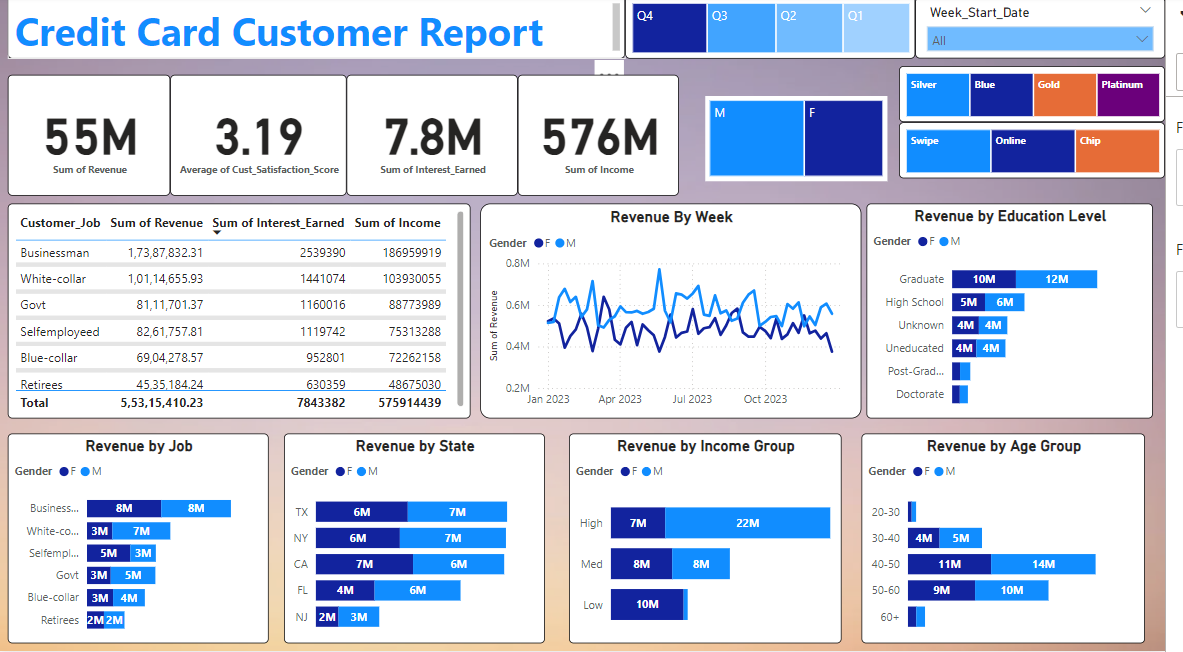 Credit Card Customer Report
Q4 Q3 Q2 Q1
Week_Start_Date
All
Silver Blue Gold Platinum
Swipe Online Chip
M F
55M
Sum of Revenue
3.19
Average of Cust_Satisfaction_Score
7.8M
Sum of Interest_Earned
576M
Sum of Income
Customer_Job Sum of Revenue Sum of Interest_Earned Sum of Income
Businessman 1,73,87,832.31 2539390 186959919
White-collar 1,01,14,655.93 1441074 103930055
Govt 81,11,701.37 1160016 88773989
Selfemployeed 82,61,757.81 1119742 75313288
Blue-collar 69,04,278.57 952801 72262158
Retirees 45,35,184.24 630359 48675030
Total 5,53,15,410.23 7843382 575914439
Revenue By Week
Gender F M
Sum of Revenue
0.8M
0.6M
0.4M
0.2M
Jan 2023 Apr 2023 Jul 2023 Oct 2023
Revenue by Education Level
Gender F M
Graduate 10M 12M
High School 5M 6M
Unknown 4M 4M
Uneducated 4M 4M
Post-Grad...
Doctorate
Revenue by Job
Gender F M
Business... 8M 8M
White-co... 3M 7M
Selfempl... 5M 3M
Govt 3M 5M
Blue-collar 3M 4M
Retirees 2M 2M
Revenue by State
Gender F M
TX 6M 7M
NY 6M 7M
CA 7M 6M
FL 4M 6M
NJ 2M 3M
Revenue by Income Group
Gender F M
High 7M 22M
Med 8M 8M
Low 10M
Revenue by Age Group
Gender F M
20-30
30-40 4M 5M
40-50 11M 14M
50-60 9M 10M
60+